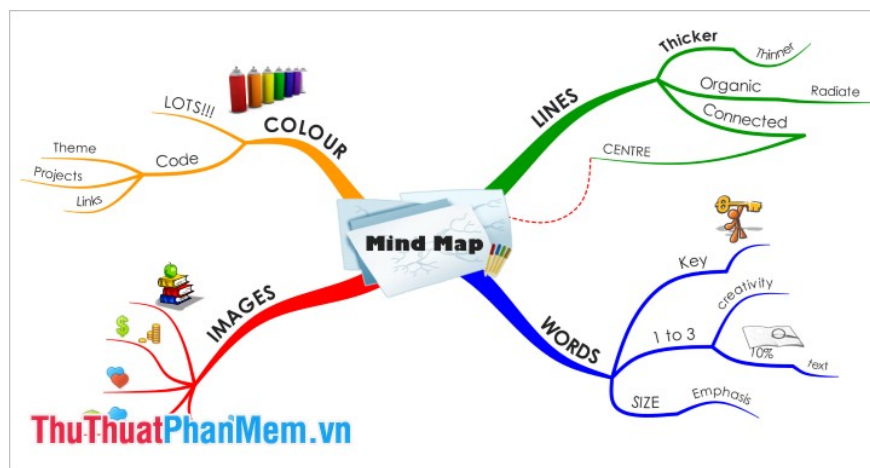 Mind Map
COLOUR
LOTS!!!
Code
Theme
Projects
Links
LINES
Thicker
Thinner
Organic
Radiate
Connected
CENTRE
WORDS
Key
1 to 3
creativity
10%
text
SIZE
Emphasis
IMAGES
ThuThuatPhanMem.vn